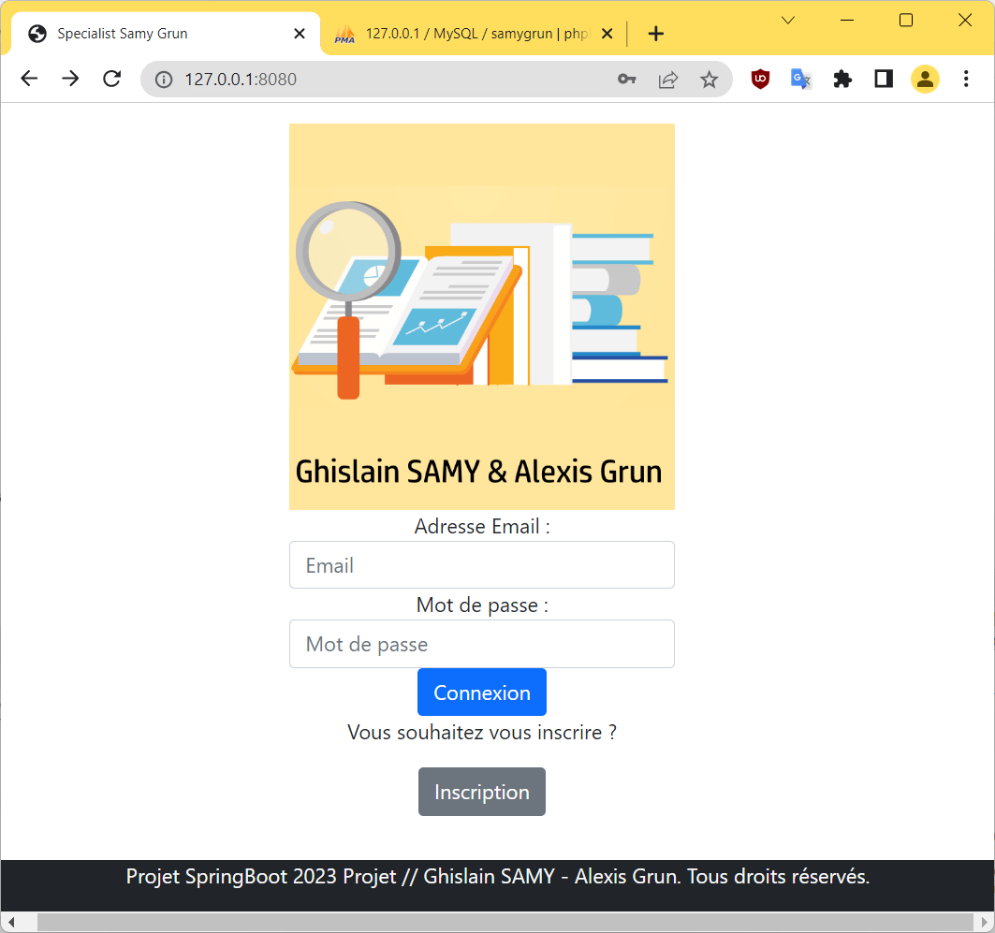 Specialist Samy Grun
127.0.0.1 / MySQL / samygrun | php
127.0.0.1:8080
Ghislain SAMY & Alexis Grun
Adresse Email :
Email
Mot de passe :
Mot de passe
Connexion
Vous souhaitez vous inscrire ?
Inscription
Projet SpringBoot 2023 Projet // Ghislain SAMY - Alexis Grun. Tous droits réservés.